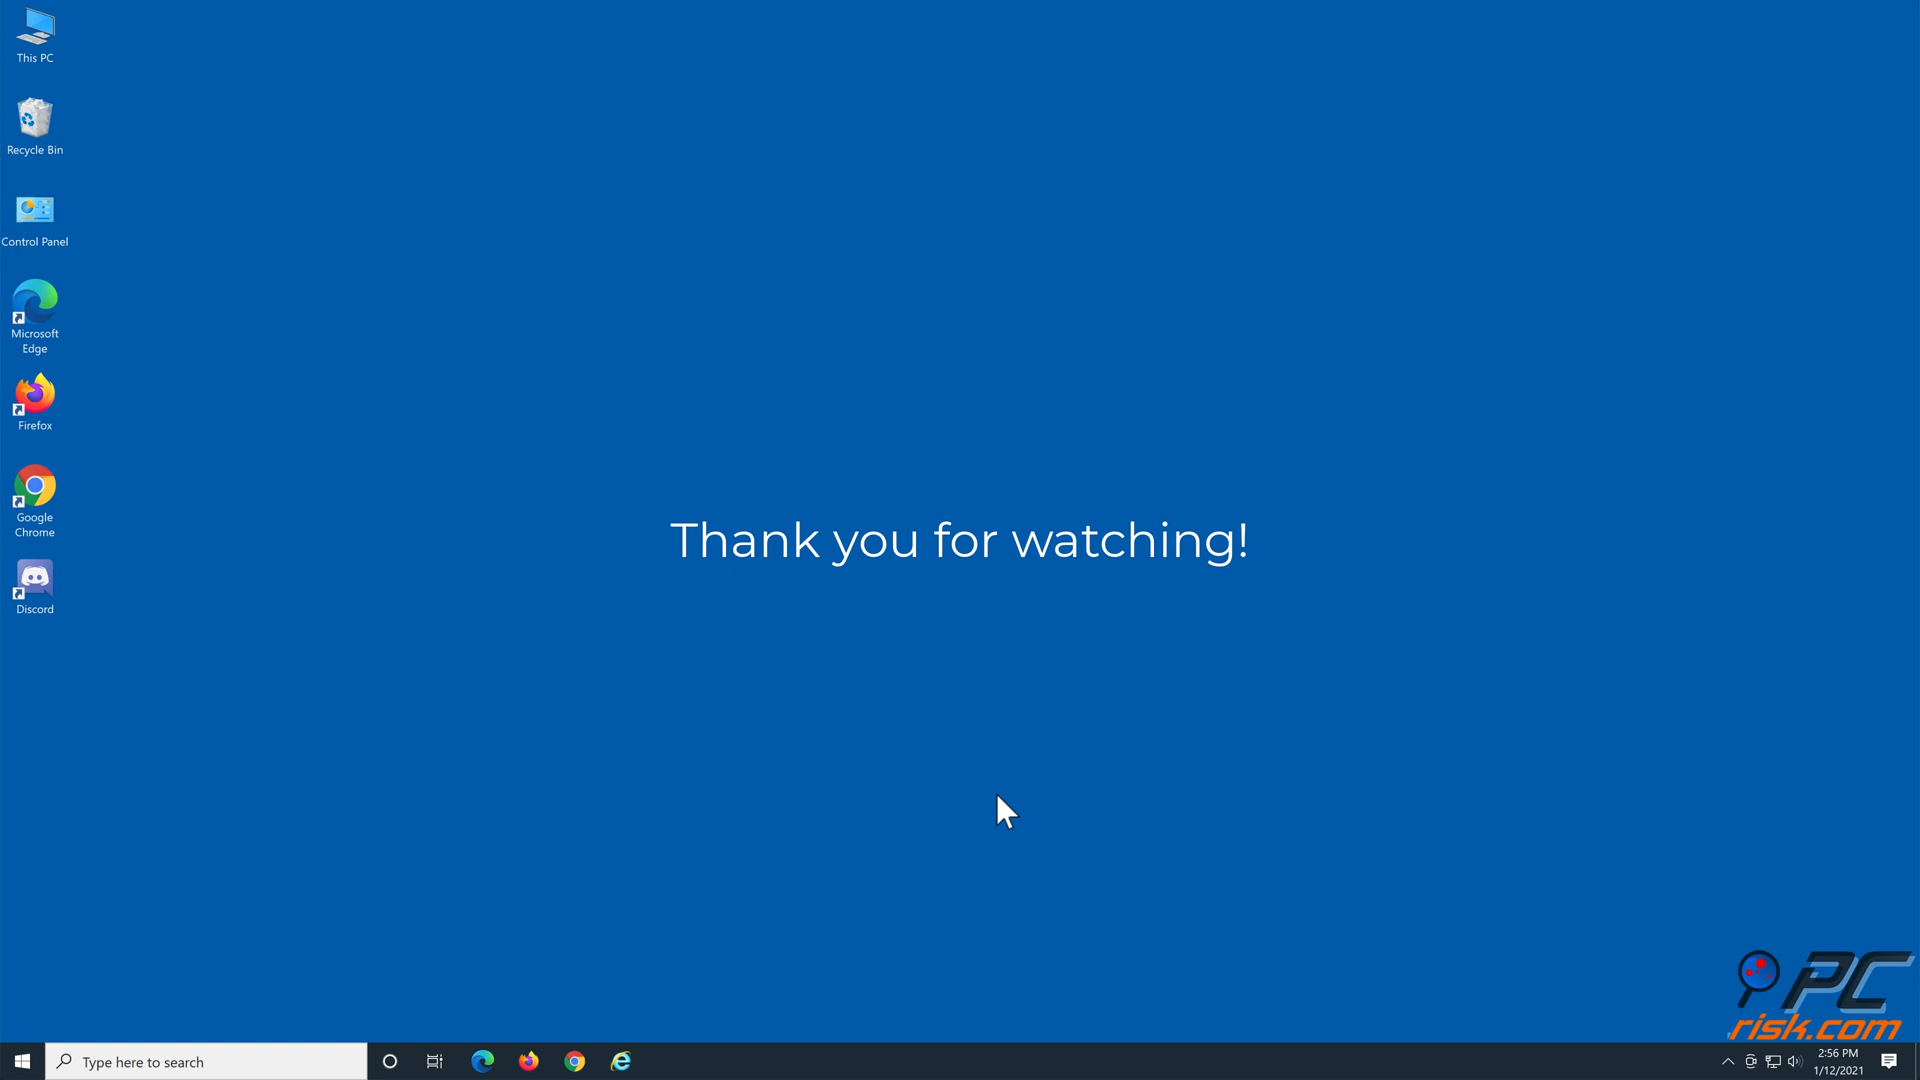 This PC
Recycle Bin
Control Panel
Microsoft
Edge
Firefox
Google
Chrome
Discord
Thank you for watching!
PC
risk.com
Type here to search
2:56 PM
1/12/2021